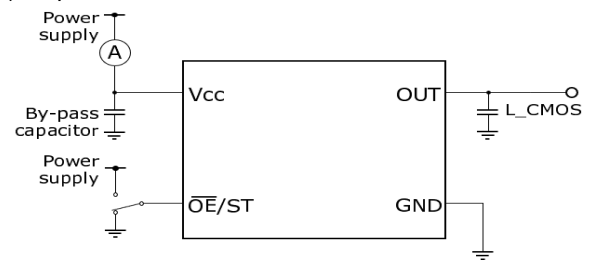 Power
supply
A
Vcc
OUT
By-pass
capacitor
L_CMOS
Power
supply
OE/ST
GND